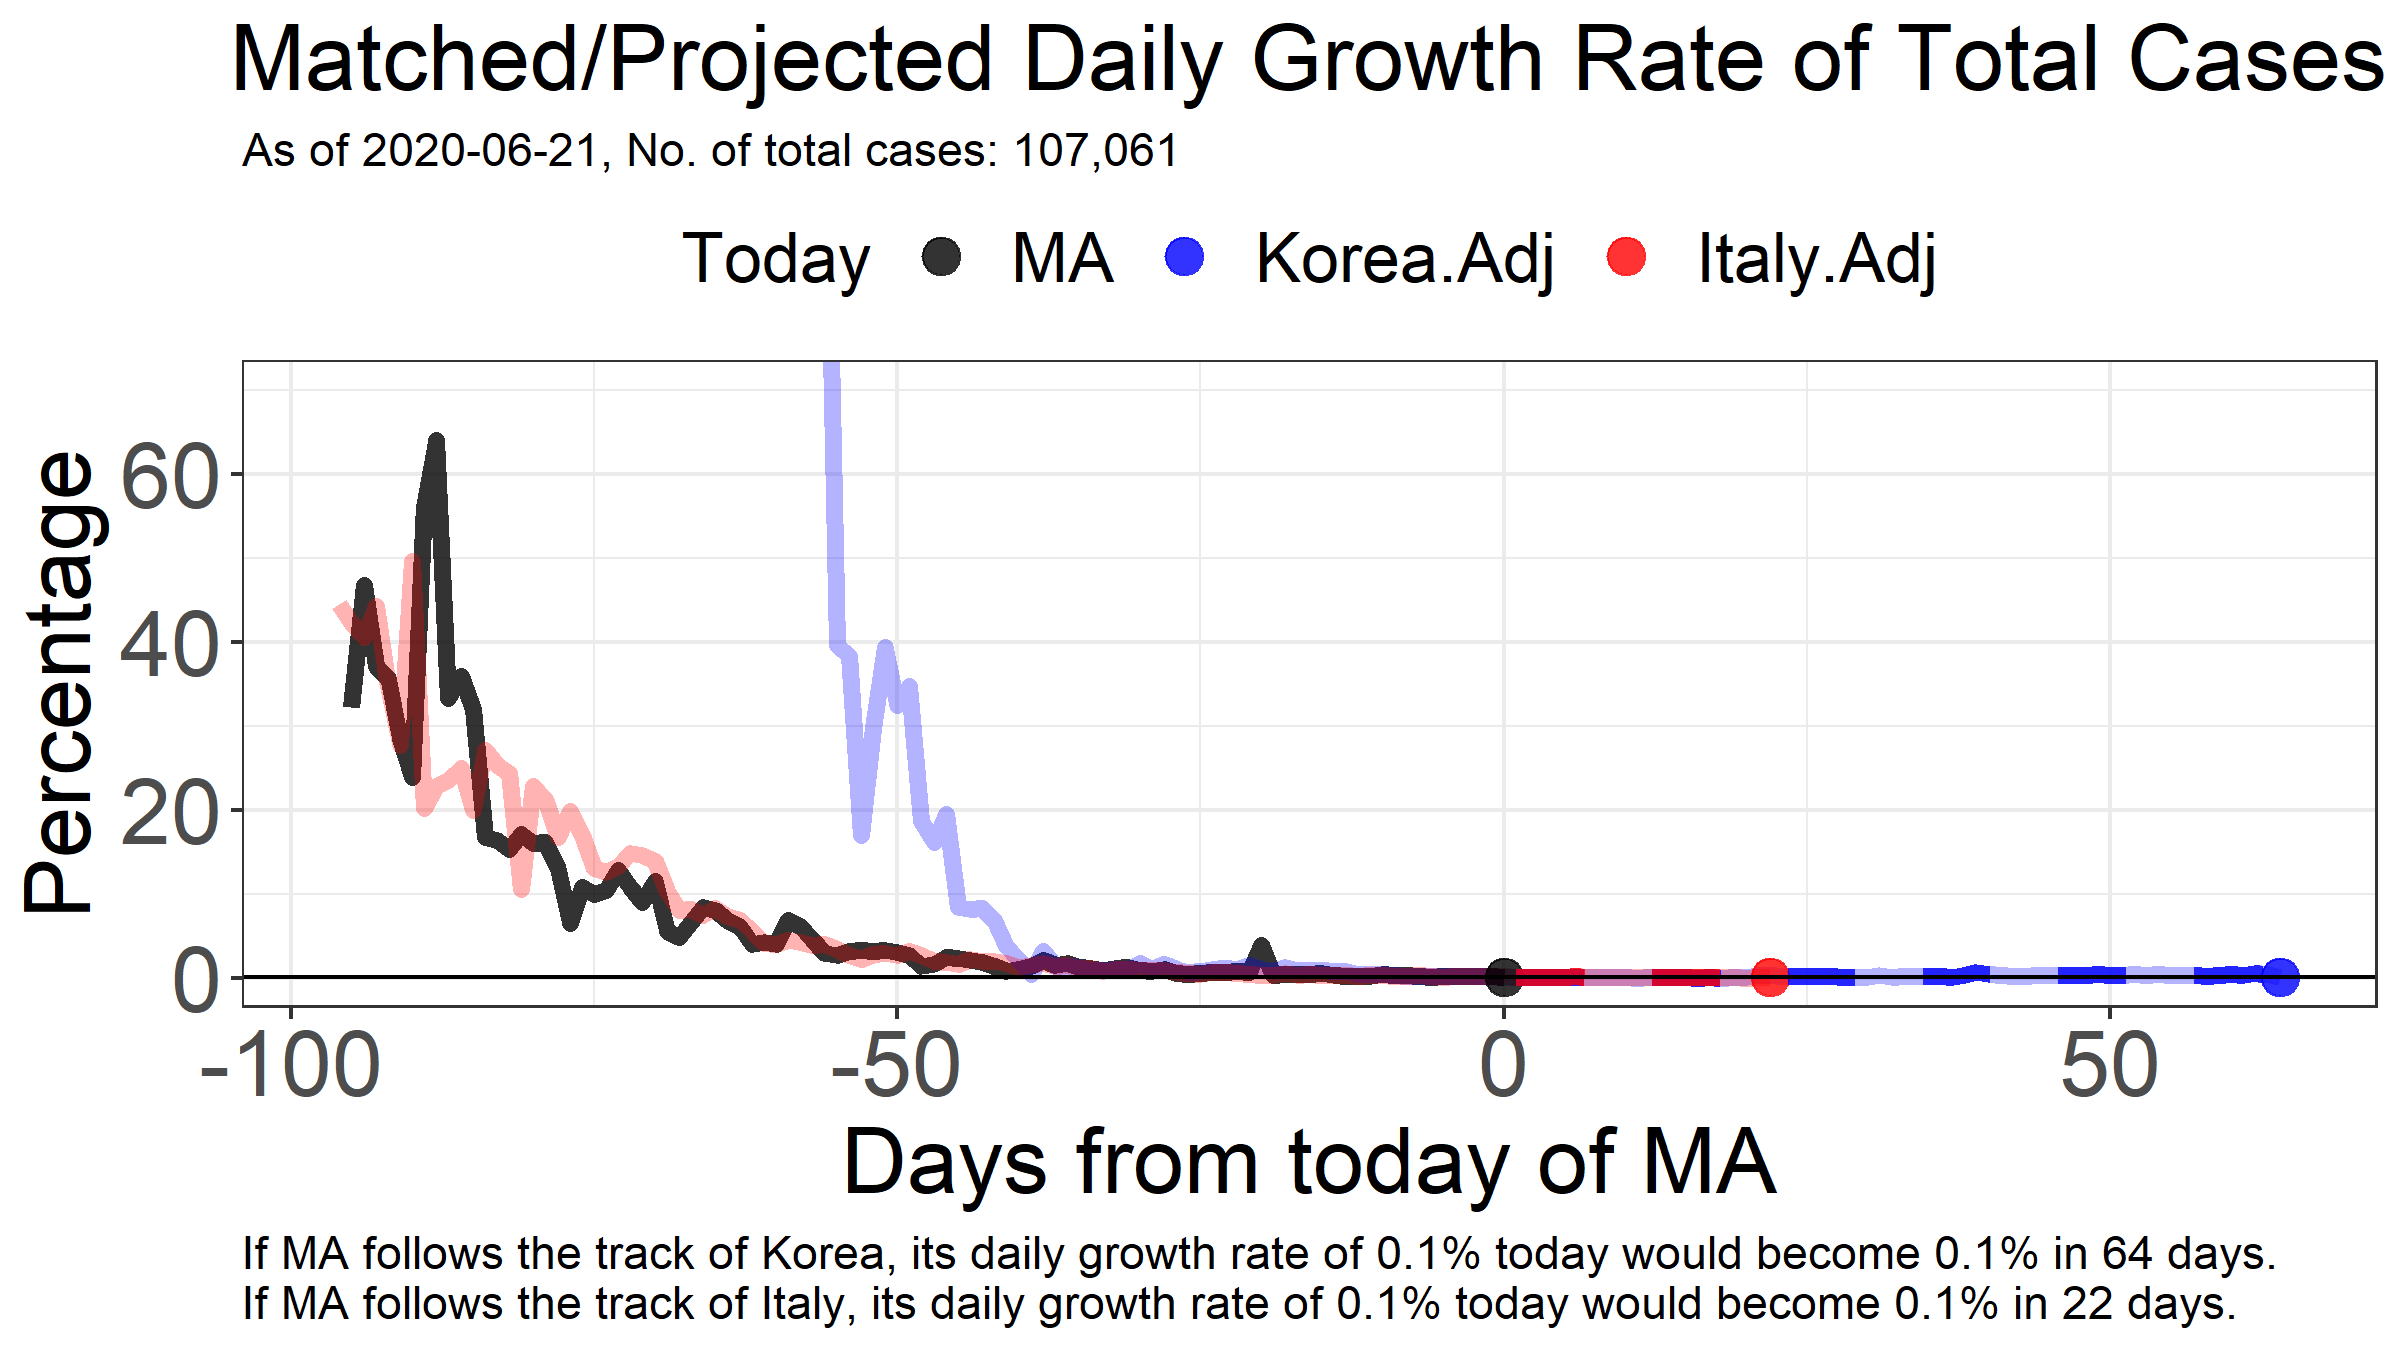 Matched/Projected Daily Growth Rate of Total Cases
As of 2020-06-21, No. of total cases: 107,061
Today MA Korea.Adj Italy.Adj
Percentage
60
40
20
0
-100 -50 0 50
Days from today of MA
If MA follows the track of Korea, its daily growth rate of 0.1% today would become 0.1% in 64 days.
If MA follows the track of Italy, its daily growth rate of 0.1% today would become 0.1% in 22 days.